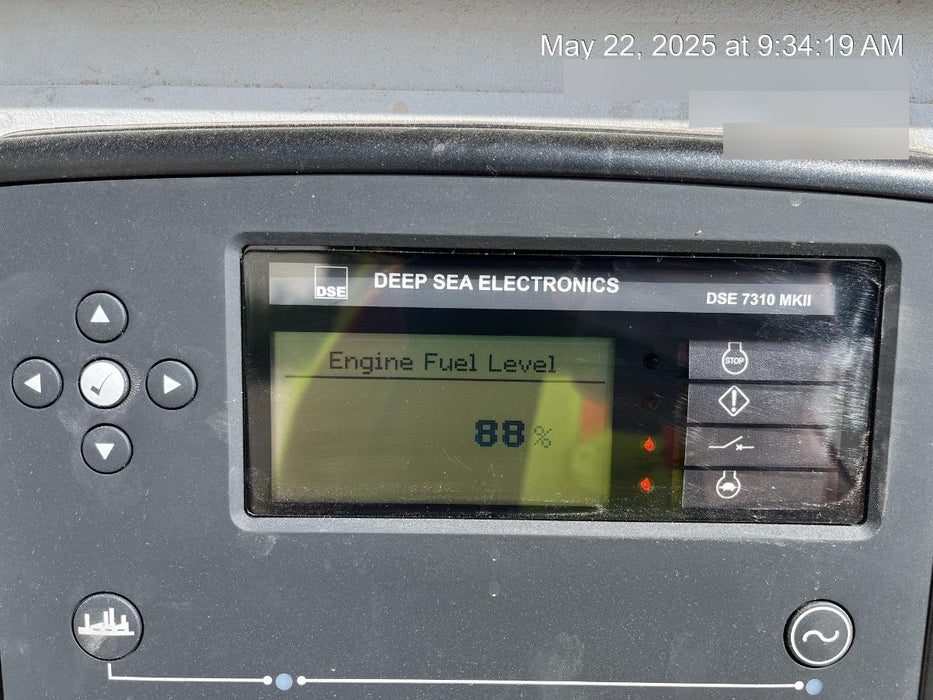 May 22, 2025 at 9:34:19 AM
DSE
DEEP SEA ELECTRONICS
DSE 7310 MKII
Engine Fuel Level
88 %
STOP